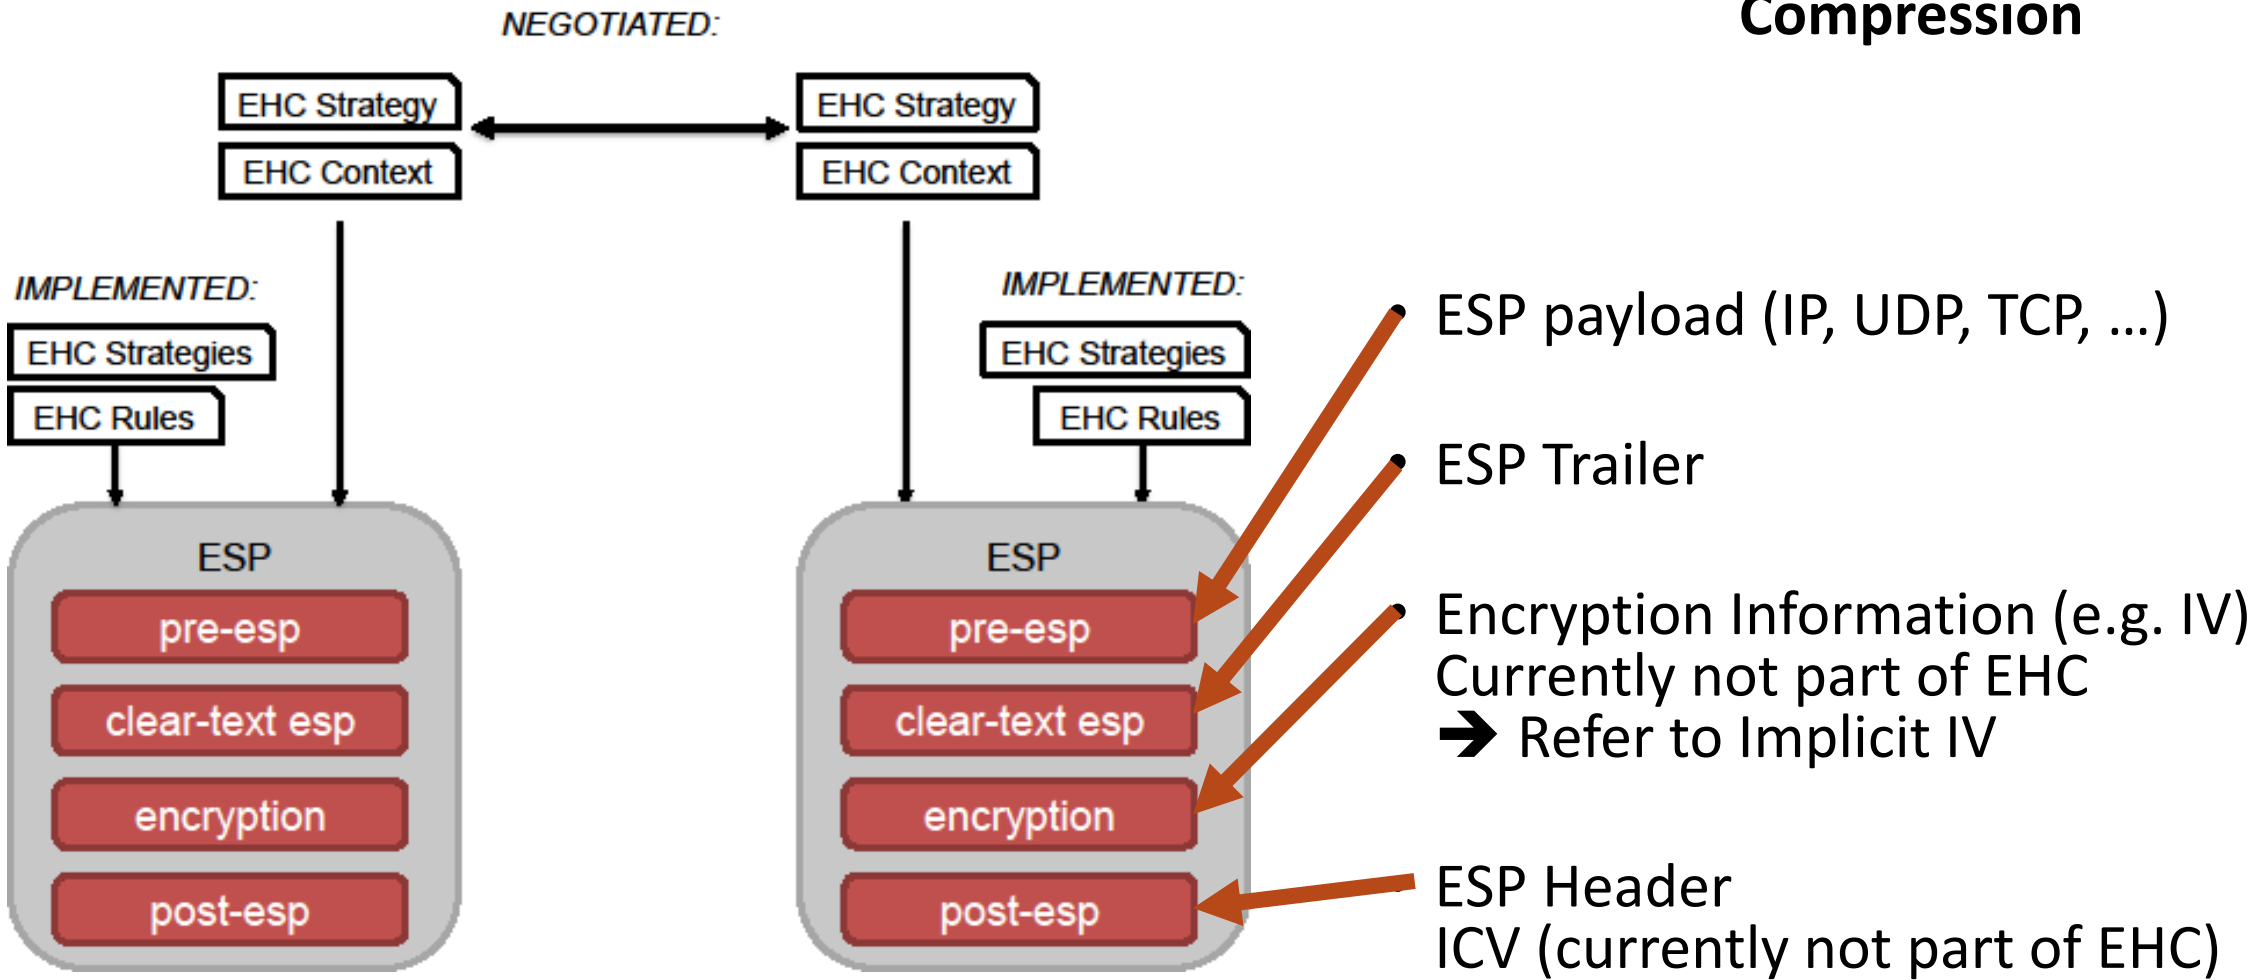 Compression
NEGOTIATED:
EHC Strategy
EHC Context
EHC Strategy
EHC Context
IMPLEMENTED:
EHC Strategies
EHC Rules
IMPLEMENTED:
EHC Strategies
EHC Rules
ESP
pre-esp
clear-text esp
encryption
post-esp
ESP
pre-esp
clear-text esp
encryption
post-esp
• ESP payload (IP, UDP, TCP, ...)
• ESP Trailer
• Encryption Information (e.g. IV)
Currently not part of EHC
➔ Refer to Implicit IV
• ESP Header
ICV (currently not part of EHC)